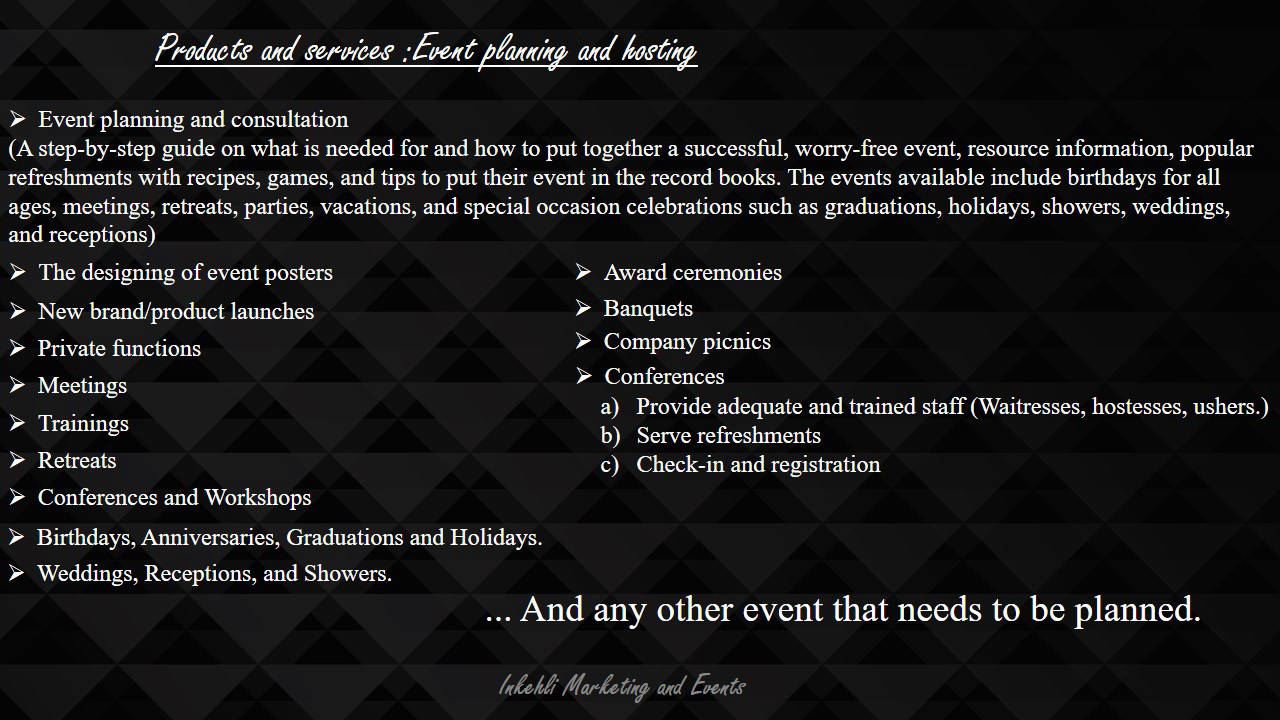 Products and services :Event planning and hosting
➢ Event planning and consultation
(A step-by-step guide on what is needed for and how to put together a successful, worry-free event, resource information, popular
refreshments with recipes, games, and tips to put their event in the record books. The events available include birthdays for all
ages, meetings, retreats, parties, vacations, and special occasion celebrations such as graduations, holidays, showers, weddings,
and receptions)
➢ The designing of event posters
➢ New brand/product launches
➢ Private functions
➢ Meetings
➢ Trainings
➢ Retreats
➢ Conferences and Workshops
➢ Birthdays, Anniversaries, Graduations and Holidays.
➢ Weddings, Receptions, and Showers.
➢ Award ceremonies
➢ Banquets
➢ Company picnics
➢ Conferences
a) Provide adequate and trained staff (Waitresses, hostesses, ushers.)
b) Serve refreshments
c) Check-in and registration
... And any other event that needs to be planned.
Inkehli Marketing and Events